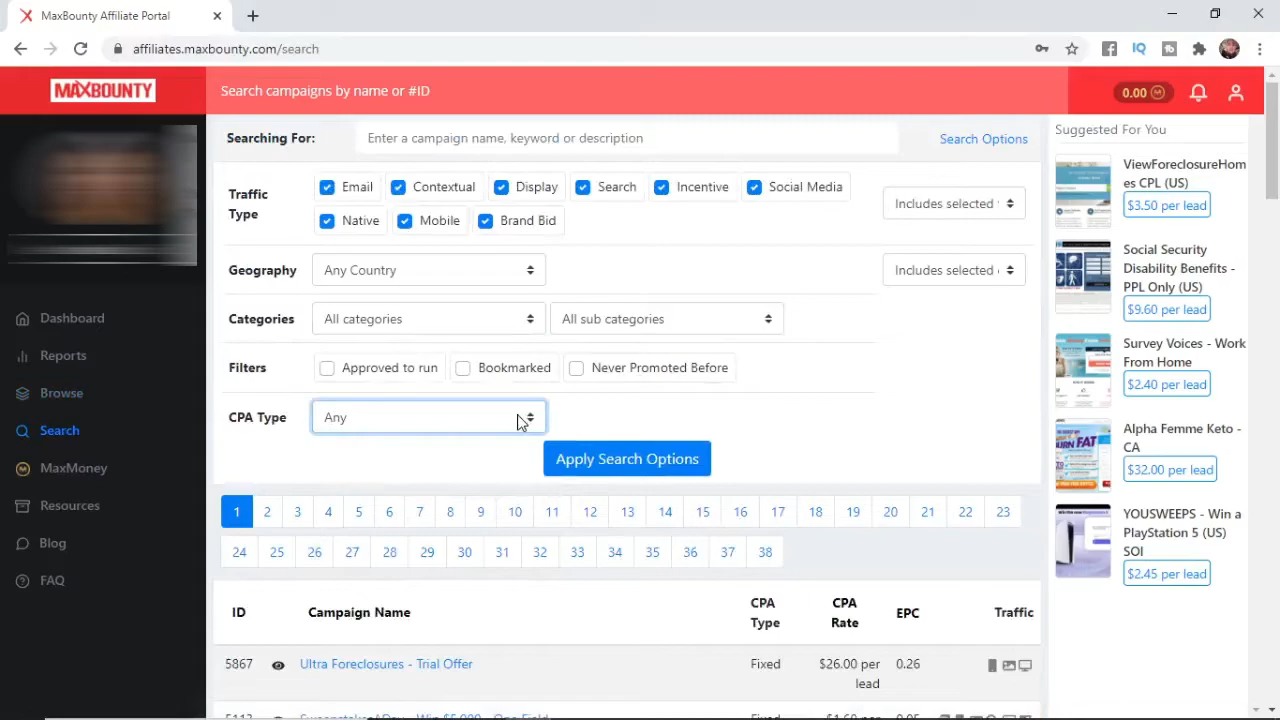 MaxBounty Affiliate Portal
affiliates.maxbounty.com/search
MAXBOUNTY
Search campaigns by name or #ID
0.00
Searching For:
Enter a campaign name, keyword or description
Search Options
Traffic Type
Email
Contextual
Display
Search
Incentive
Social Media
Native
Mobile
Brand Bid
Includes selected
Geography
Any Country
Includes selected
Categories
All categories
All sub categories
Filters
Approved to run
Bookmarked
Never Promoted Before
CPA Type
Any
Apply Search Options
1 2 3 4 5 6 7 8 9 10 11 12 13 14 15 16 17 18 19 20 21 22 23
24 25 26 27 28 29 30 31 32 33 34 35 36 37 38
ID
Campaign Name
CPA Type
CPA Rate
EPC
Traffic
5867
Ultra Foreclosures - Trial Offer
Fixed
$26.00 per
lead
0.26
Dashboard
Reports
Browse
Search
MaxMoney
Resources
Blog
FAQ
Suggested For You
ViewForeclosureHom
es CPL (US)
$3.50 per lead
Social Security
Disability Benefits -
PPL Only (US)
$9.60 per lead
Survey Voices - Work
From Home
$2.40 per lead
Alpha Femme Keto -
CA
$32.00 per lead
YOUSWEEPS - Win a
PlayStation 5 (US)
SOI
$2.45 per lead